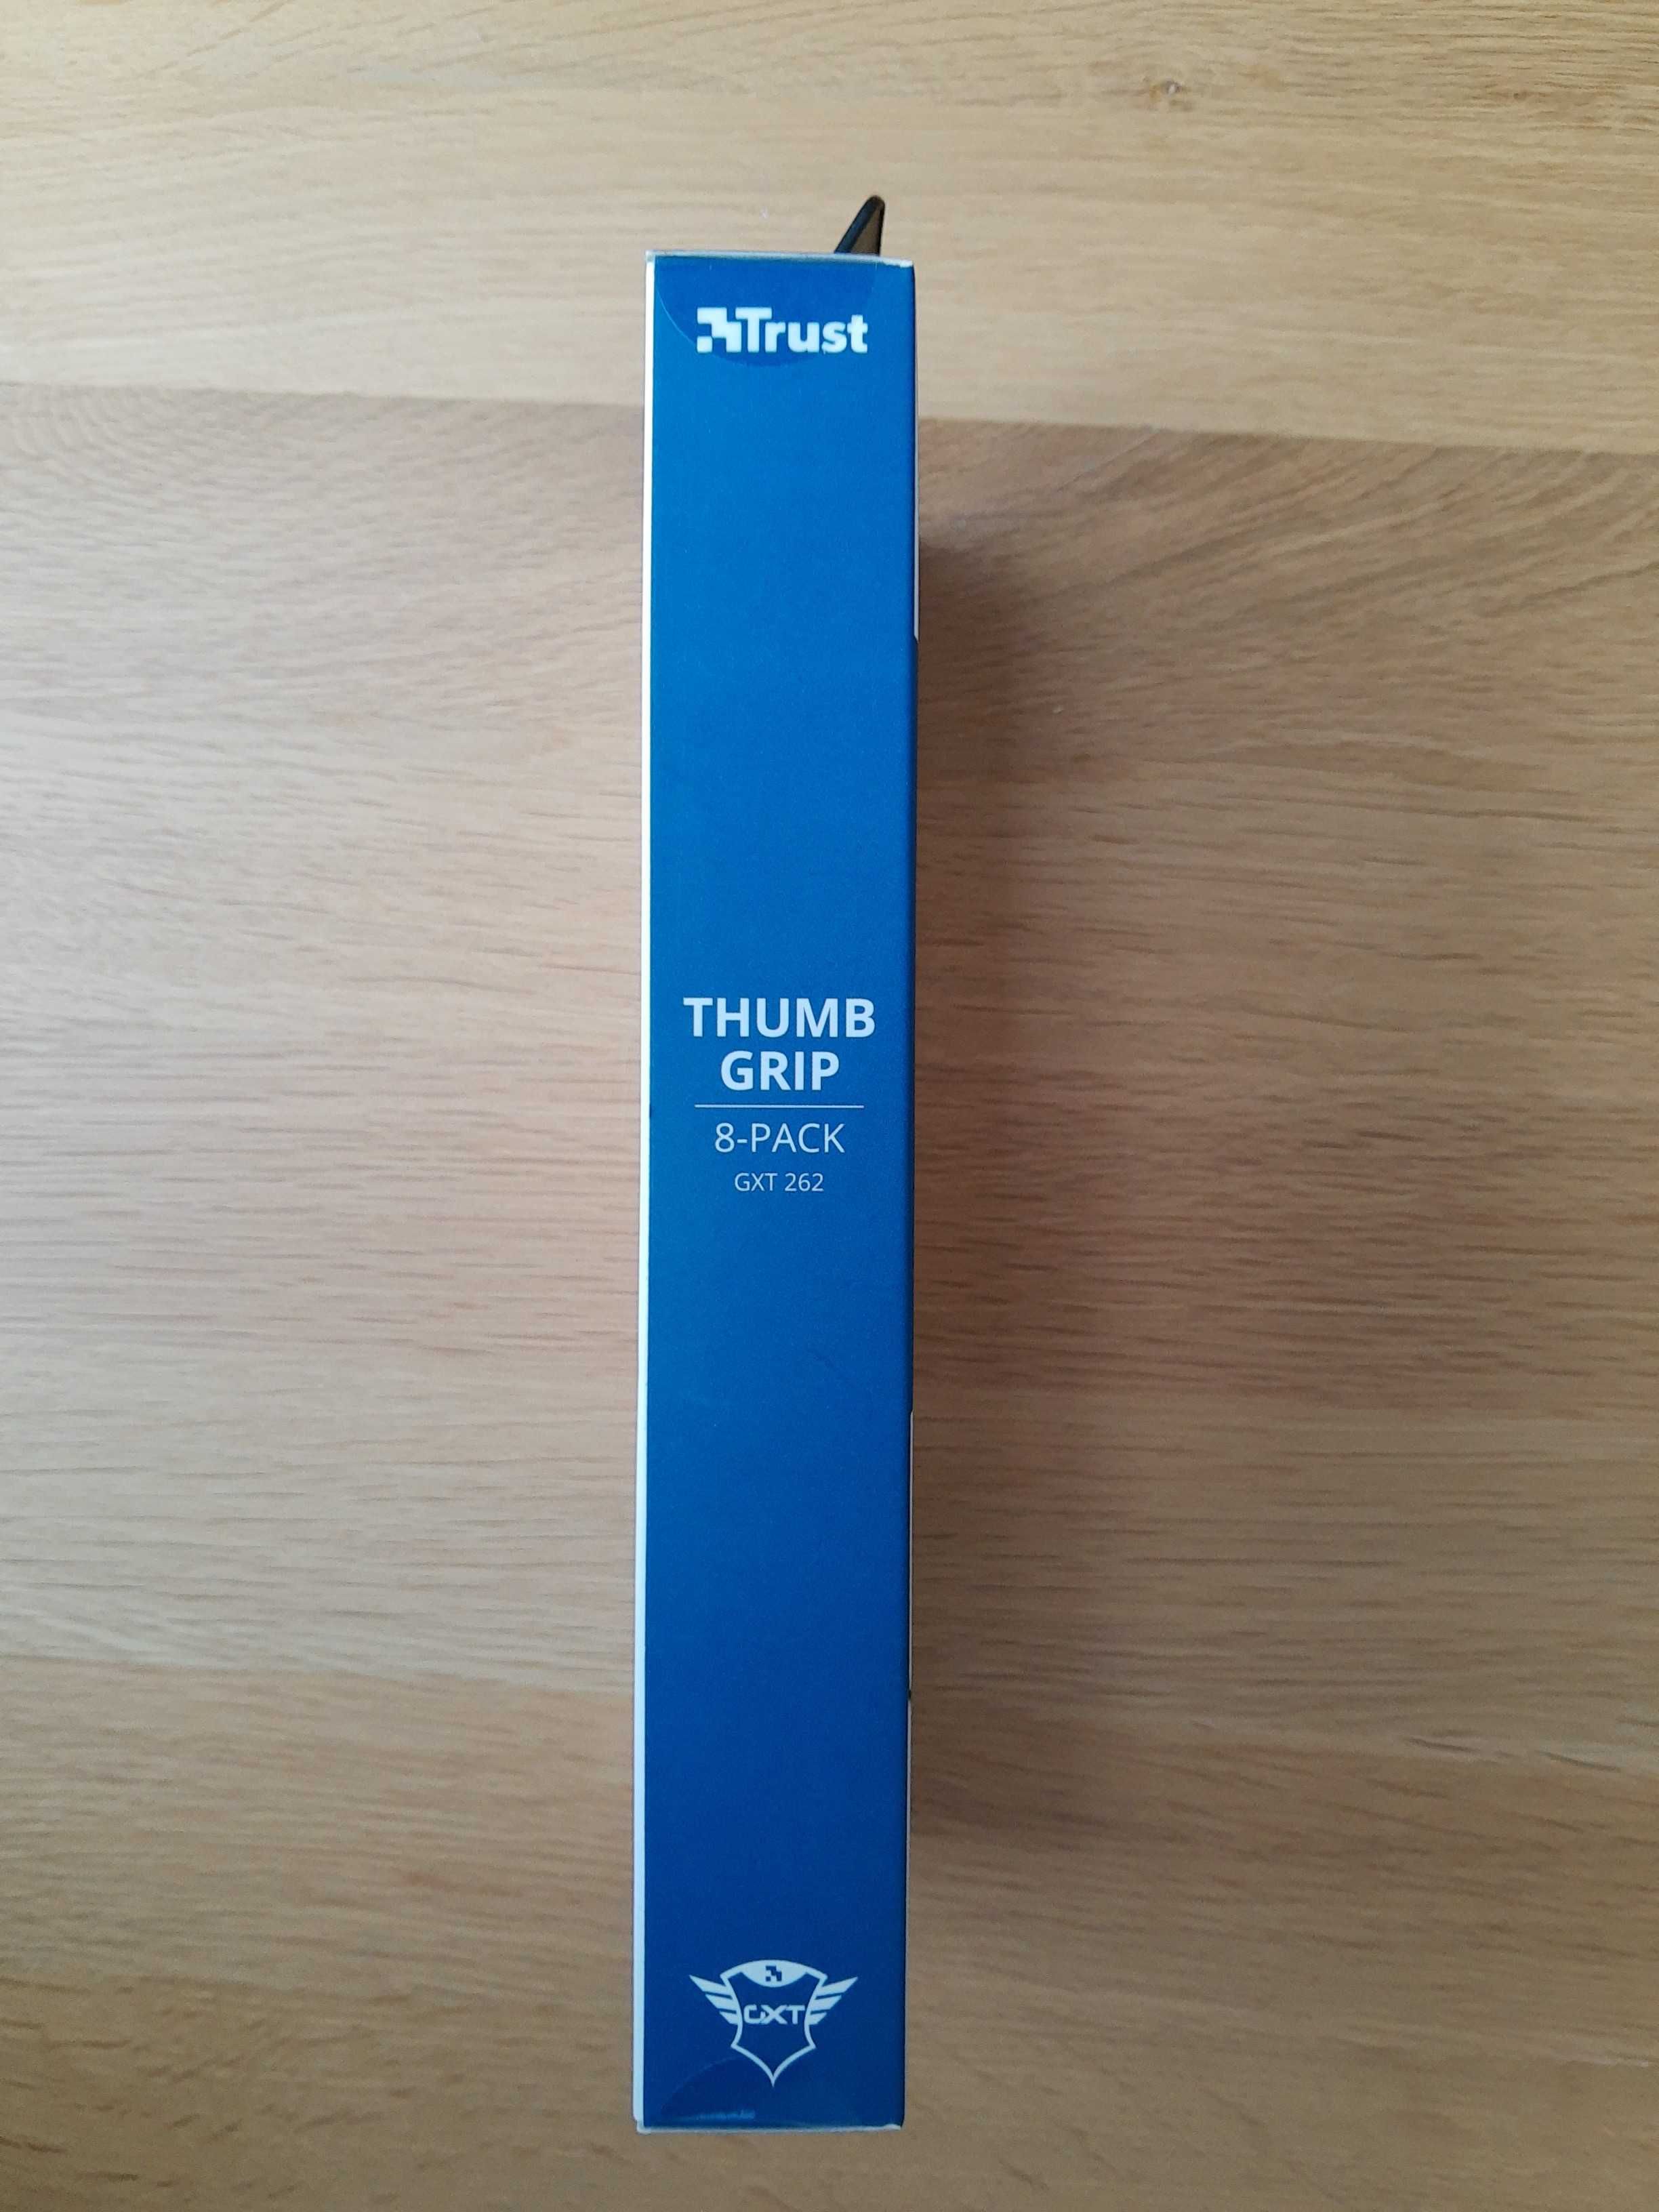 Trust
THUMB
GRIP
8-PACK
GXT 262
GXT